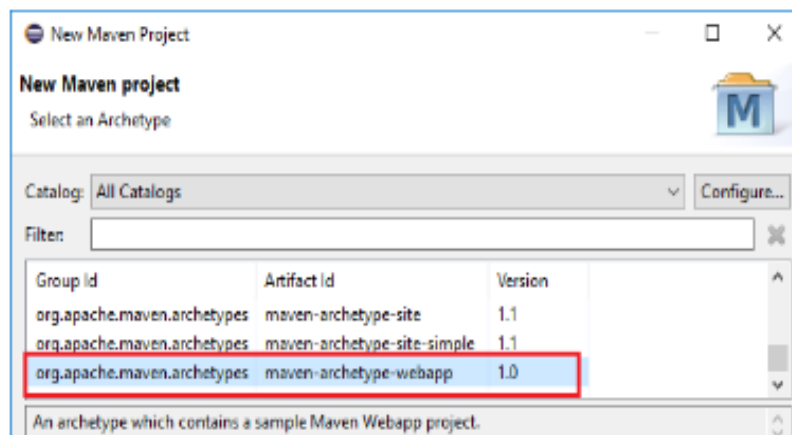 New Maven Project
New Maven project
Select an Archetype
M
Catalog: All Catalogs Configure...
Filter:
Group Id Artifact Id Version
org.apache.maven.archetypes maven-archetype-site 1.1
org.apache.maven.archetypes maven-archetype-site-simple 1.1
org.apache.maven.archetypes maven-archetype-webapp 1.0
An archetype which contains a sample Maven Webapp project.